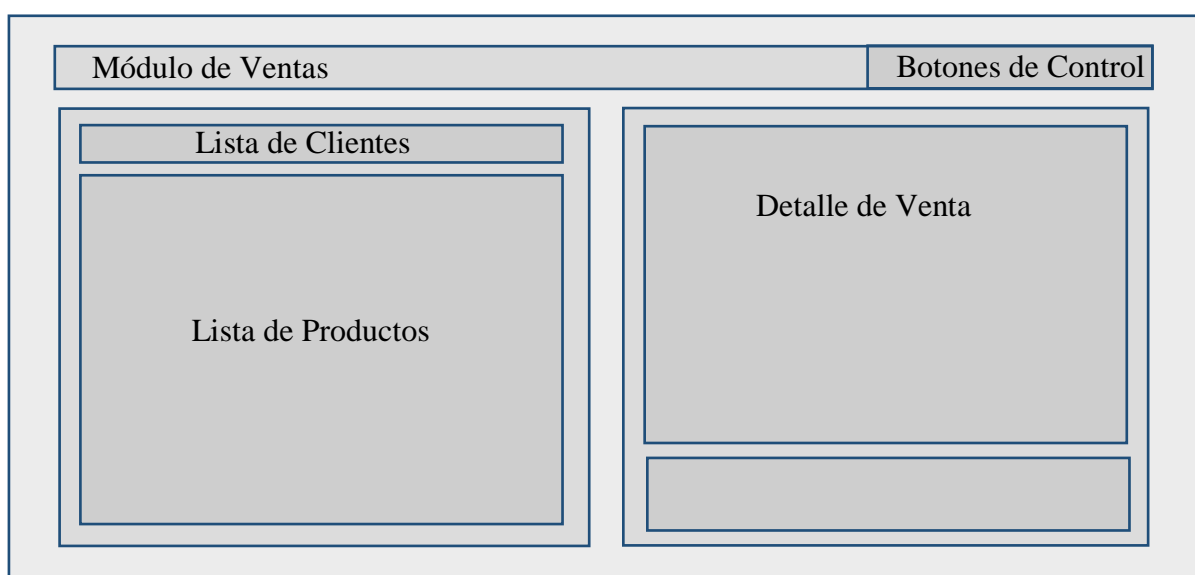 Módulo de Ventas
Botones de Control
Lista de Clientes
Lista de Productos
Detalle de Venta